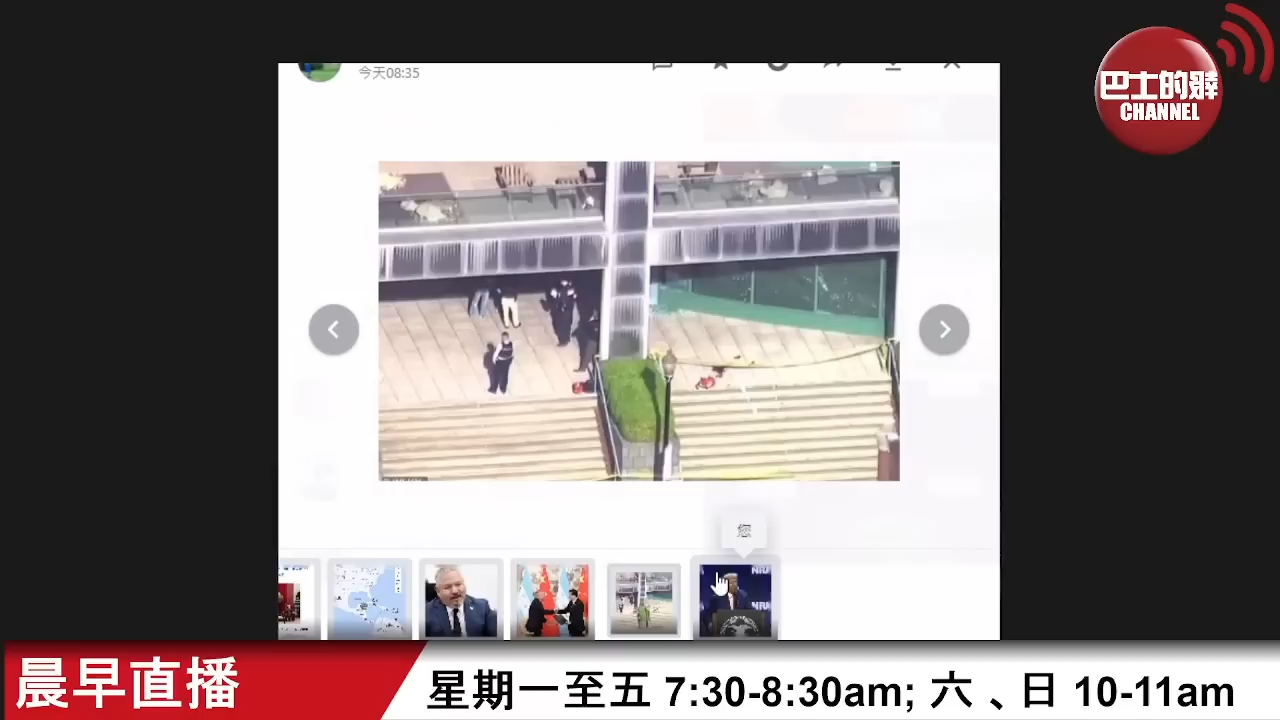 今天08:35
巴士的報
CHANNEL
您
晨早直播
星期一至五 7:30-8:30am; 六、日 10-11am